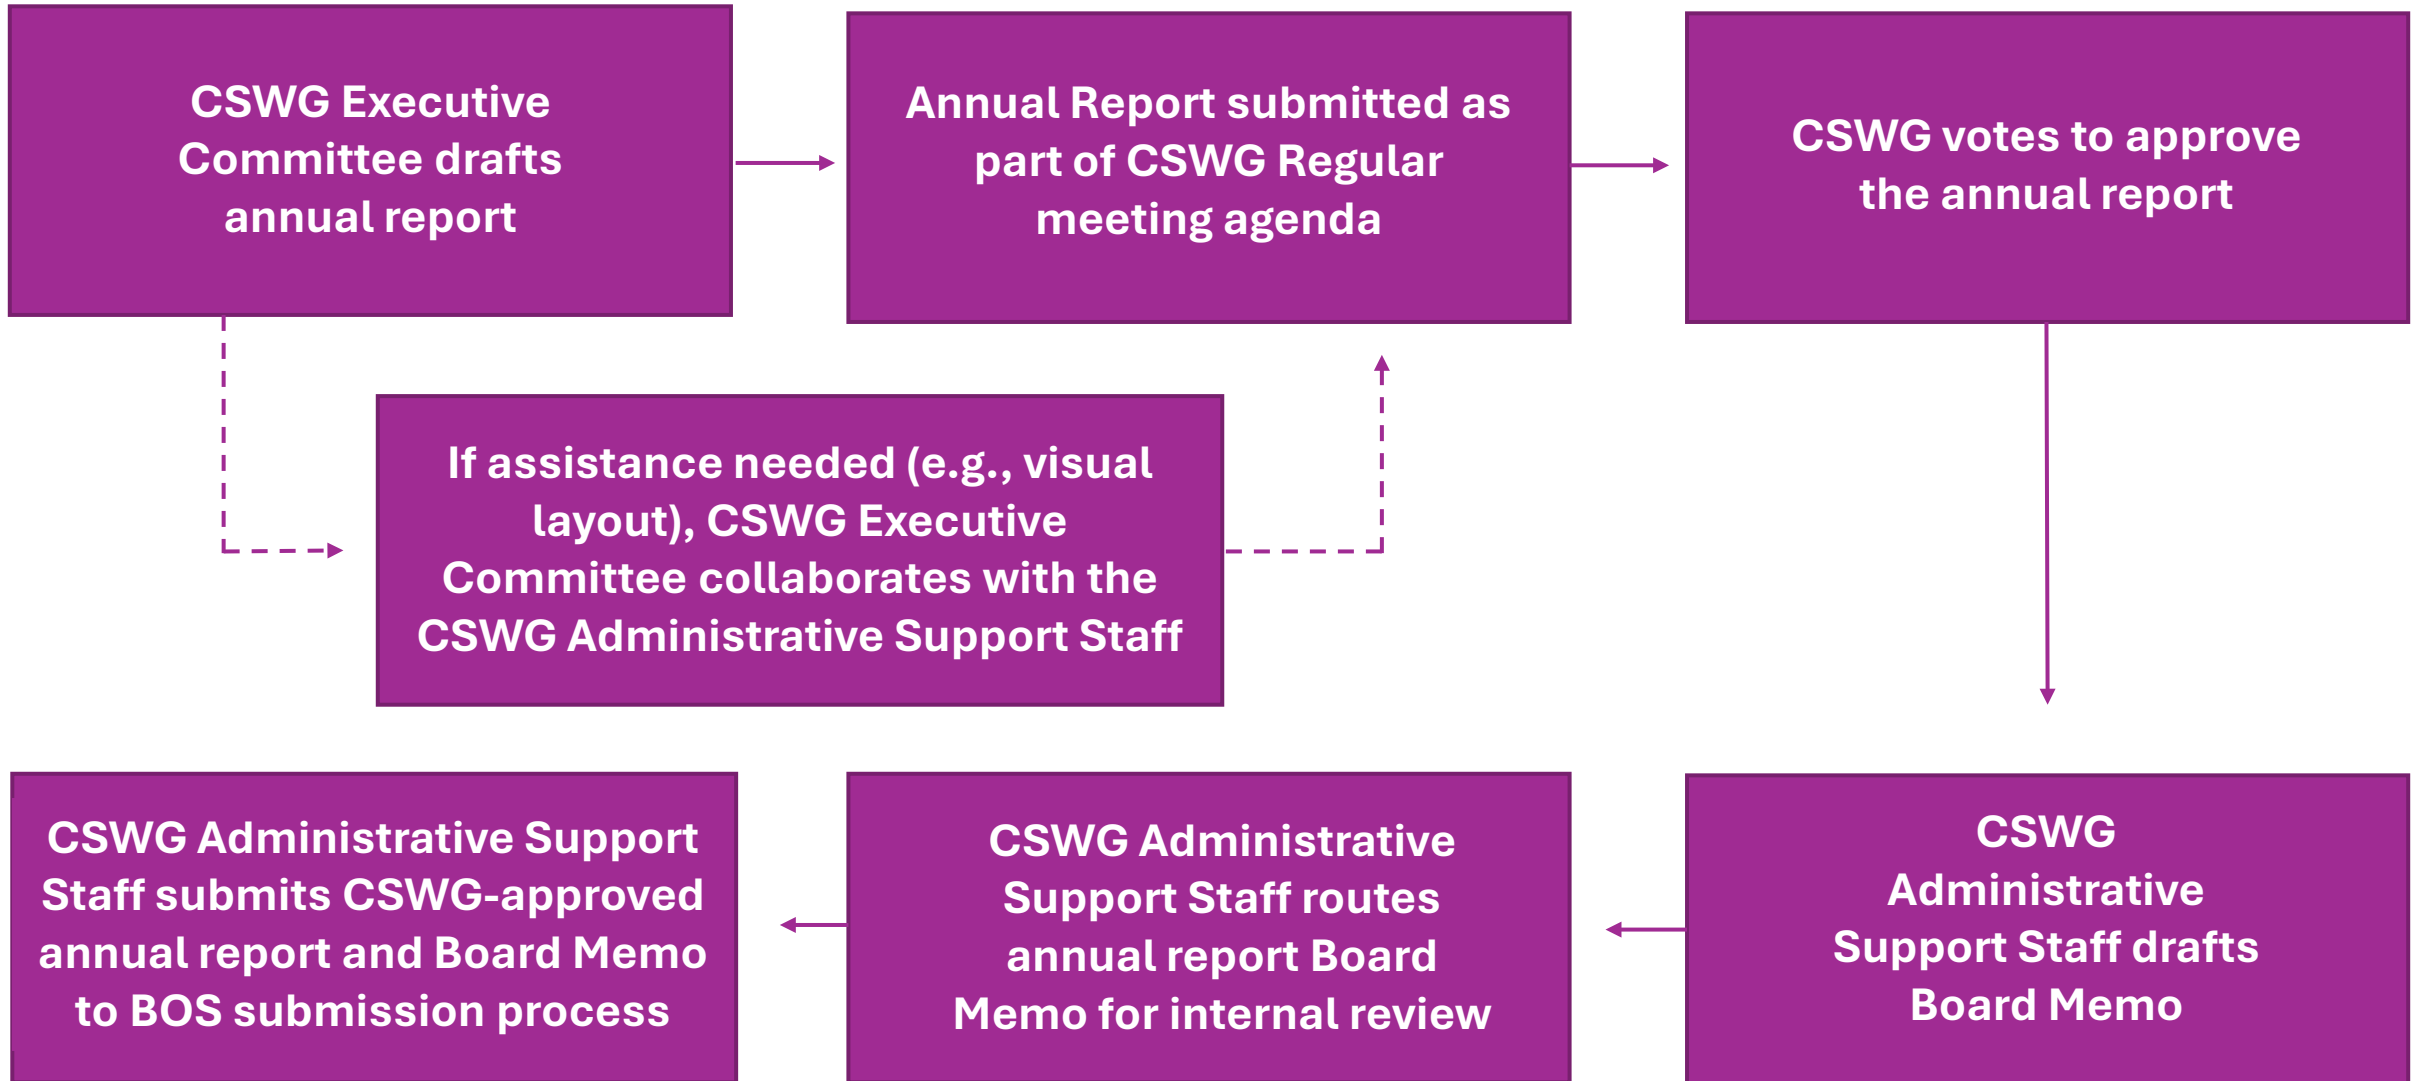 CSWG Executive
Committee drafts
annual report
Annual Report submitted as
part of CSWG Regular
meeting agenda
CSWG votes to approve
the annual report
If assistance needed (e.g., visual
layout), CSWG Executive
Committee collaborates with the
CSWG Administrative Support Staff
CSWG
Administrative
Support Staff drafts
Board Memo
CSWG Administrative
Support Staff routes
annual report Board
Memo for internal review
CSWG Administrative Support
Staff submits CSWG-approved
annual report and Board Memo
to BOS submission process